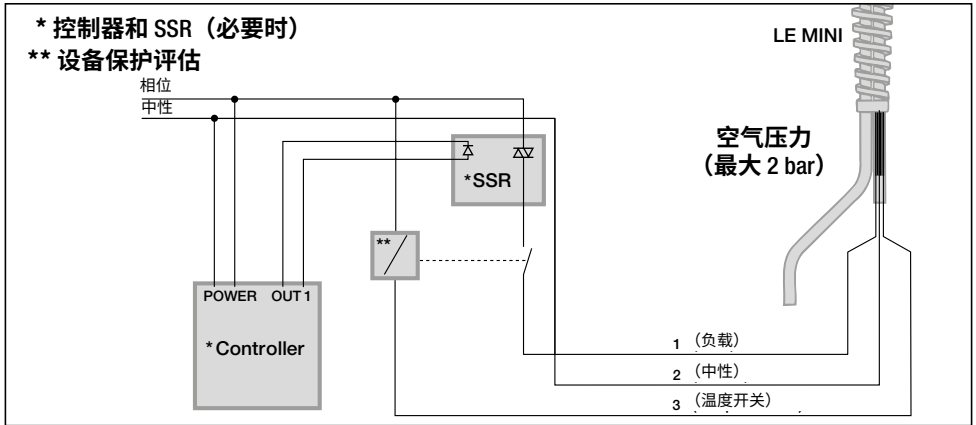 * 控制器和 SSR（必要时）
** 设备保护评估
相位
中性
LE MINI
空气压力
（最大 2 bar）
*SSR
**
POWER OUT 1
*Controller
1 （负载）
2 （中性）
3 （温度开关）